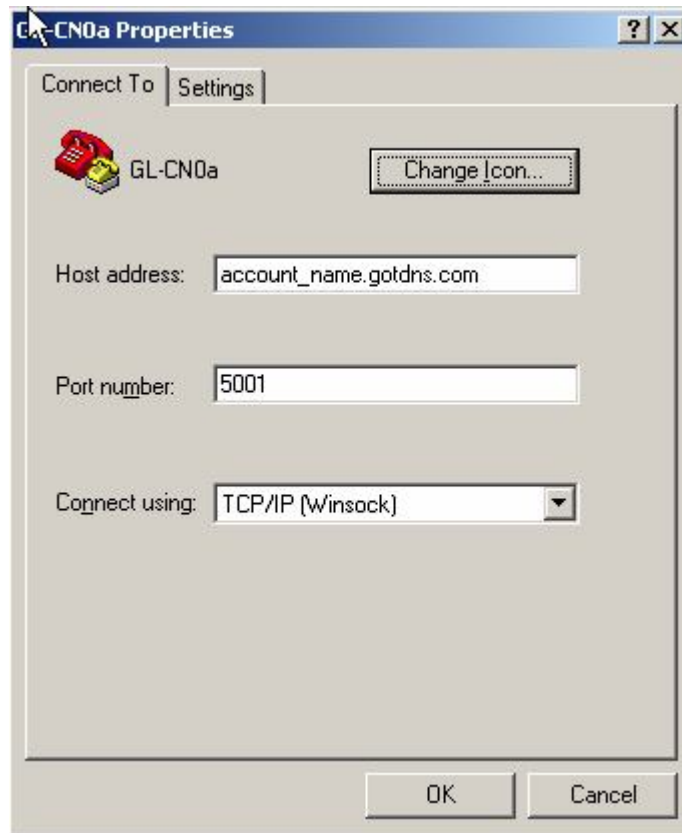 GL-CN0a Properties
Connect To Settings
GL-CN0a Change Icon...
Host address: account_name.gotdns.com
Port number: 5001
Connect using: TCP/IP (Winsock)
OK Cancel